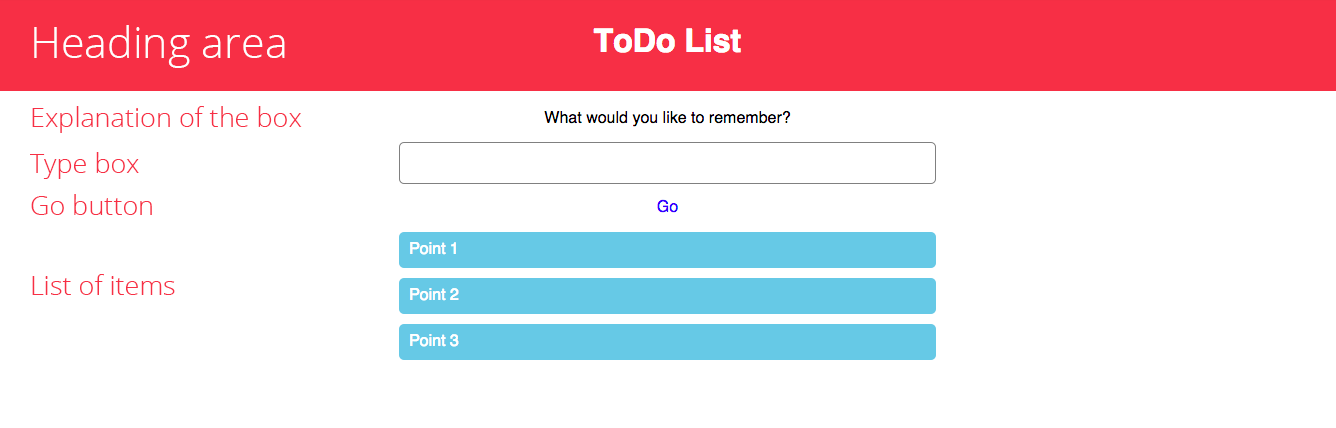 Heading area
ToDo List
Explanation of the box
What would you like to remember?
Type box
Go button
Go
Point 1
List of items
Point 2
Point 3